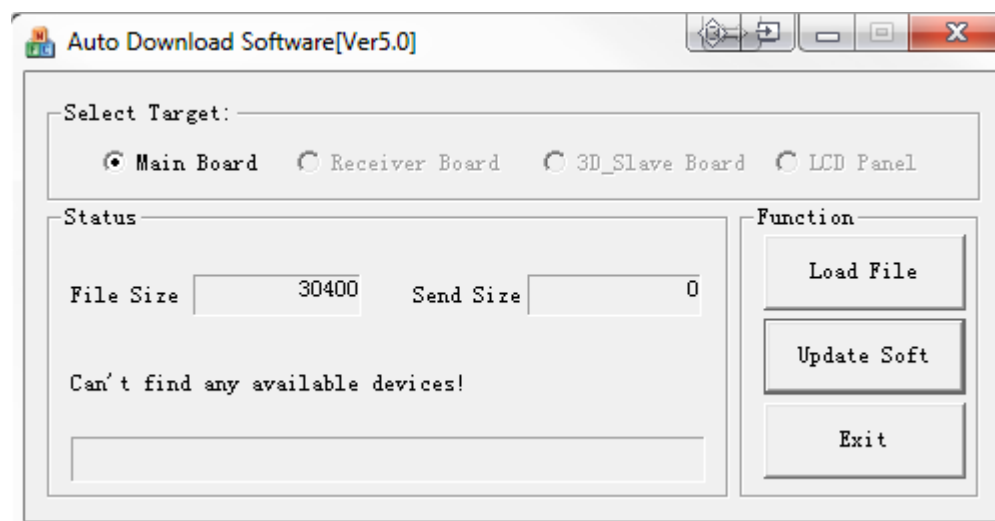 Auto Download Software[Ver5.0]
Select Target:
Main Board Receiver Board 3D_Slave Board LCD Panel
Status
File Size 30400 Send Size 0
Can't find any available devices!
Function
Load File
Update Soft
Exit